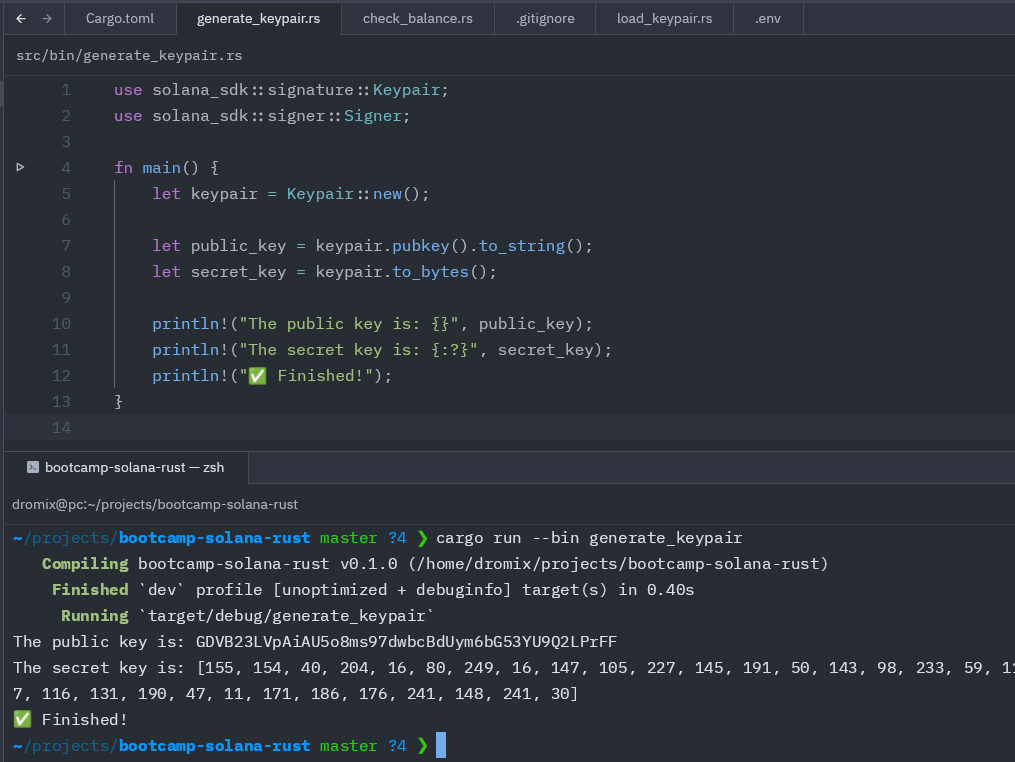 Cargo.toml generate_keypair.rs check_balance.rs .gitignore load_keypair.rs .env
src/bin/generate_keypair.rs
1 use solana_sdk::signature::Keypair;
2 use solana_sdk::signer::Signer;
3
4 fn main() {
5 let keypair = Keypair::new();
6
7 let public_key = keypair.pubkey().to_string();
8 let secret_key = keypair.to_bytes();
9
10 println!("The public key is: {}", public_key);
11 println!("The secret key is: {:?}", secret_key);
12 println!("✅ Finished!");
13 }
14
bootcamp-solana-rust — zsh
dromix@pc:~/projects/bootcamp-solana-rust
~/projects/bootcamp-solana-rust master ?4 ❯ cargo run --bin generate_keypair
Compiling bootcamp-solana-rust v0.1.0 (/home/dromix/projects/bootcamp-solana-rust)
Finished `dev` profile [unoptimized + debuginfo] target(s) in 0.40s
Running `target/debug/generate_keypair`
The public key is: GDVB23LVpAiAU5o8ms97dwbcBdUym6bG53YU9Q2LPrFF
The secret key is: [155, 154, 40, 204, 16, 80, 249, 16, 147, 105, 227, 145, 191, 50, 143, 98, 233, 59,
7, 116, 131, 190, 47, 11, 171, 186, 176, 241, 148, 241, 30]
✅ Finished!
~/projects/bootcamp-solana-rust master ?4 ❯